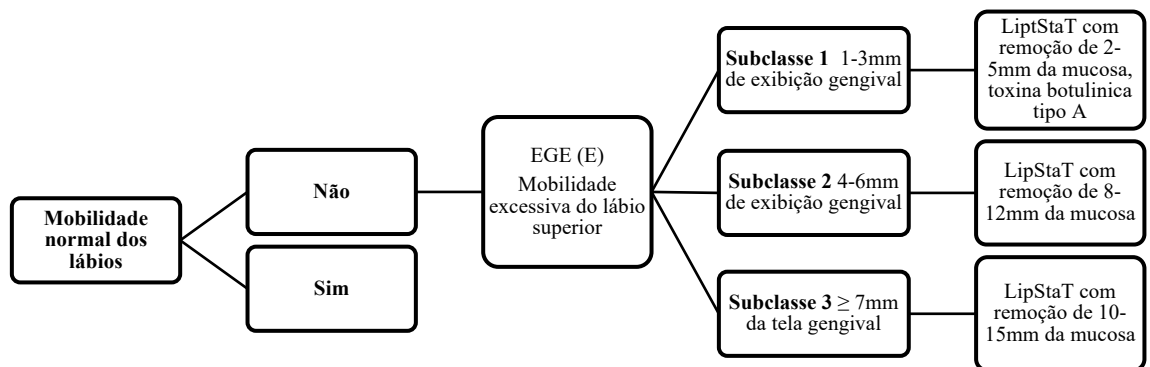 Mobilidade
normal dos
lábios
Não
Sim
EGE (E)
Mobilidade
excessiva do lábio
superior
Subclasse 1 1-3mm
de exibição gengival
LiptStaT com
remoção de 2-
5mm da mucosa,
toxina botulinica
tipo A
Subclasse 2 4-6mm
de exibição gengival
LipStaT com
remoção de 8-
12mm da mucosa
Subclasse 3 ≥ 7mm
da tela gengival
LipStaT com
remoção de 10-
15mm da mucosa